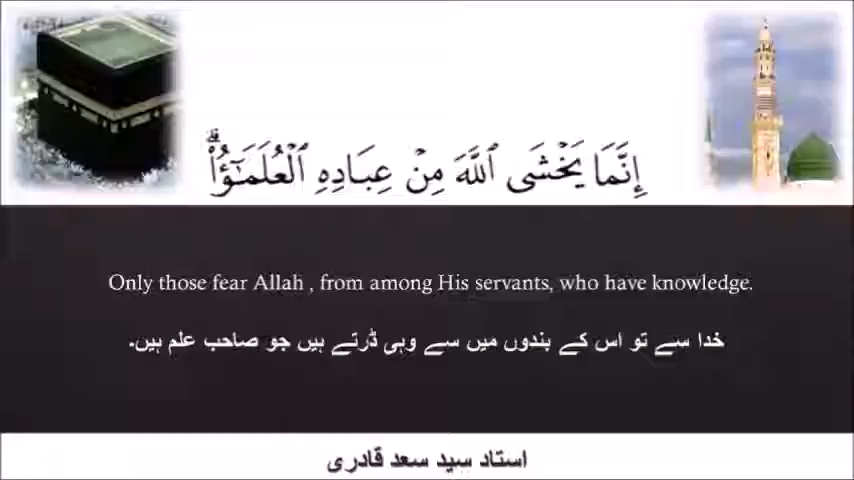 إِنَّمَا يَخْشَى ٱللَّهَ مِنْ عِبَادِهِ ٱلْعُلَمَٰٓؤُا۟ ۗ
Only those fear Allah , from among His servants, who have knowledge.
خدا سے تو اس کے بندوں میں سے وہی ڈرتے ہیں جو صاحب علم ہیں۔
استاد سید سعد قادری